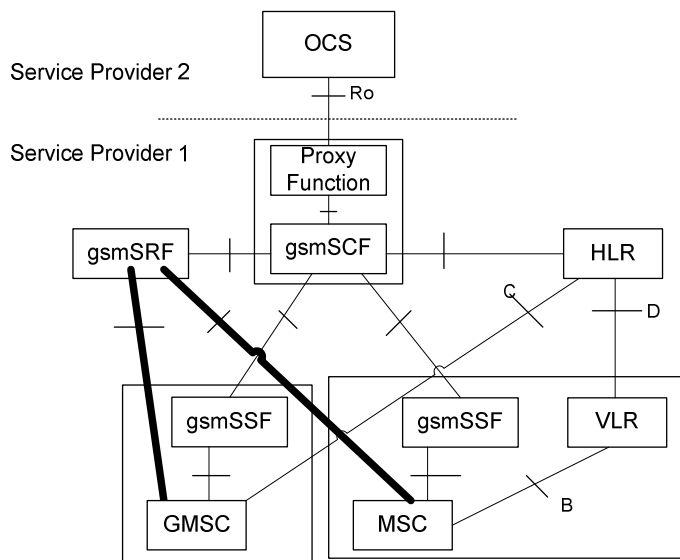 OCS
Service Provider 2
Ro
Service Provider 1
Proxy
Function
gsmSRF
gsmSCF
HLR
C
D
gsmSSF
gsmSSF
VLR
GMSC
MSC
B